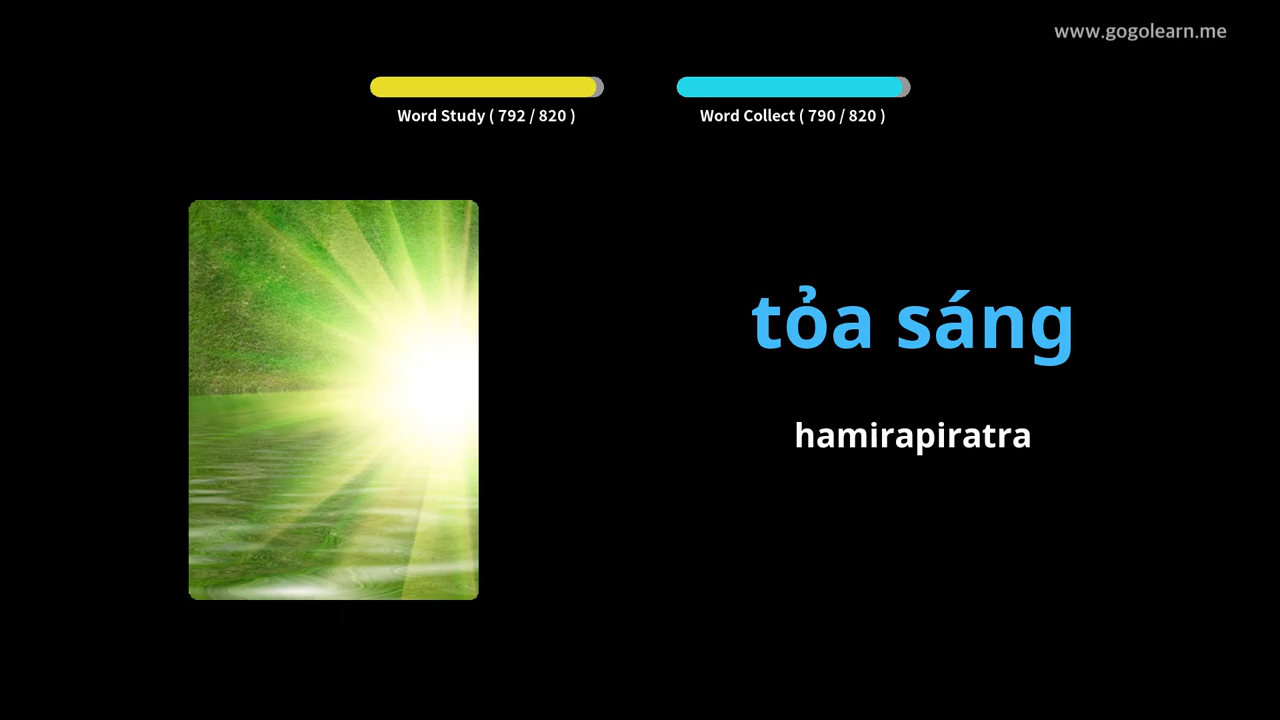 www.gogolearn.me
Word Study ( 792 / 820 )
Word Collect ( 790 / 820 )
tỏa sáng
hamirapiratra